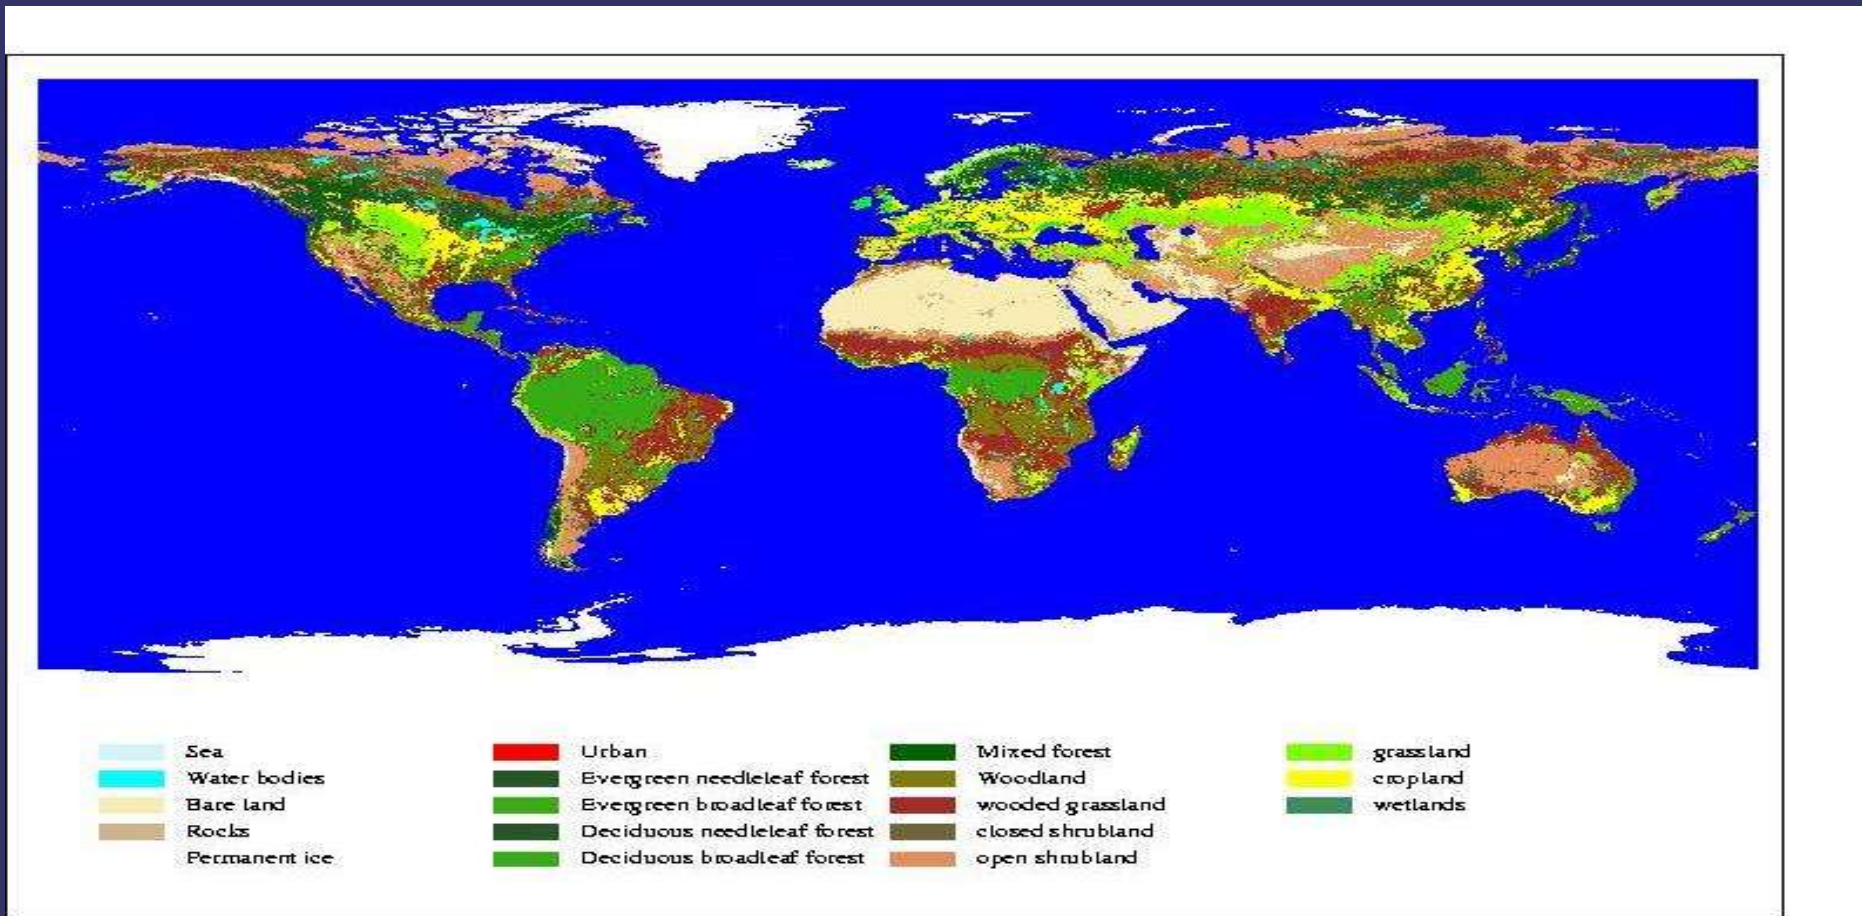 Sea
Water bodies
Bare land
Rocks
Permanent ice
Urban
Evergreen needleleaf forest
Evergreen broadleaf forest
Deciduous needleleaf forest
Deciduous broadleaf forest
Mixed forest
Woodland
wooded grassland
closed shrubland
open shrubland
grassland
cropland
wetlands